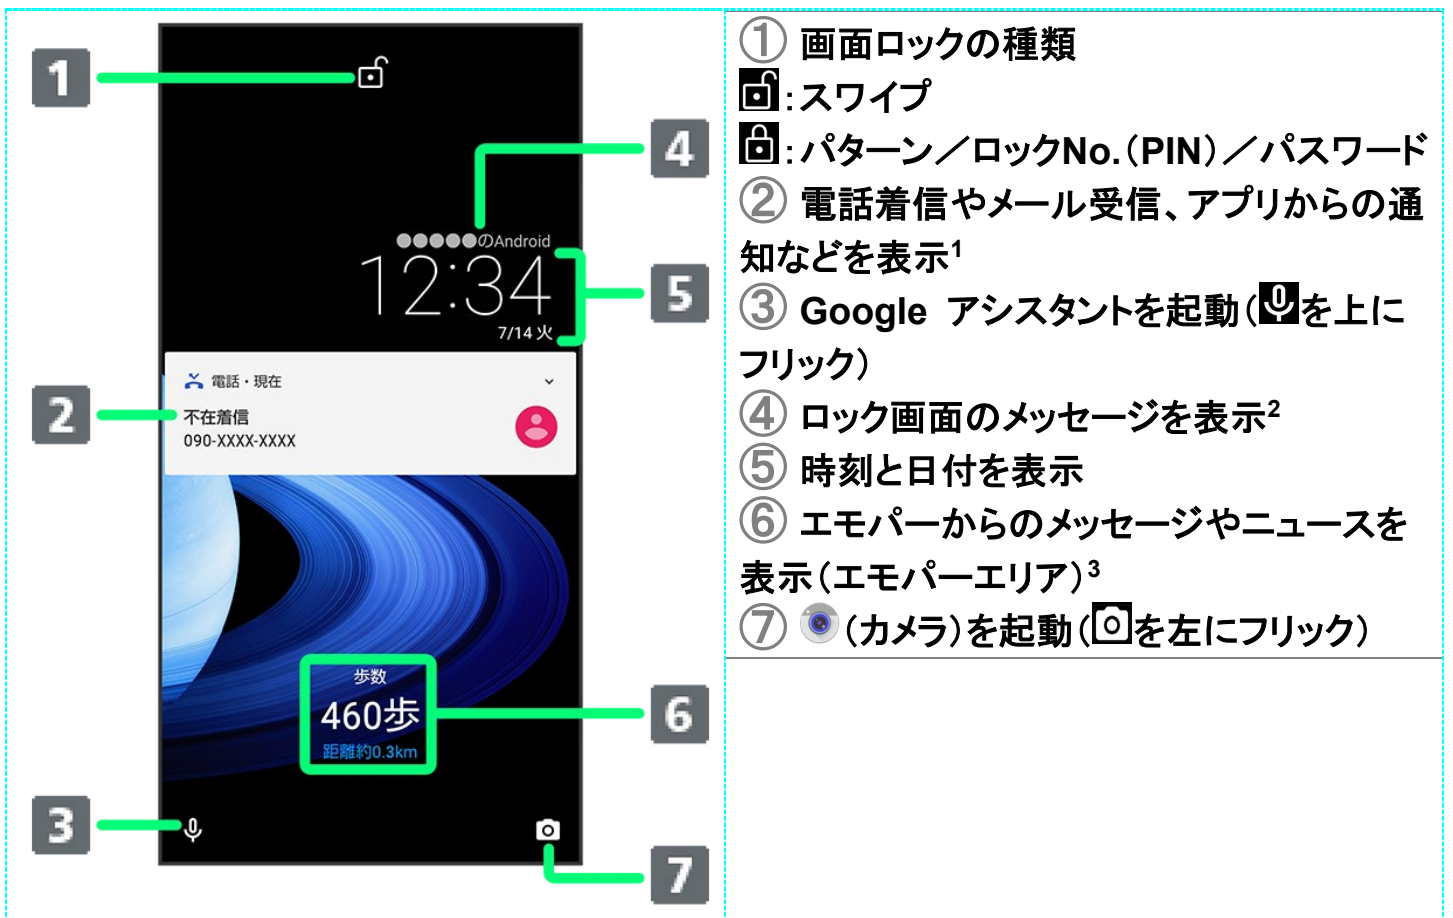 1
4
●●●●●のAndroid
12:34
7/14 火
5
電話・現在
2
不在着信
090-XXXX-XXXX
歩数
460歩
距離約0.3km
6
3
7
① 画面ロックの種類
:スワイプ
:パターン/ロックNo.(PIN)/パスワード
② 電話着信やメール受信、アプリからの通
知などを表示1
③ Google アシスタントを起動(を上に
フリック)
④ ロック画面のメッセージを表示2
⑤ 時刻と日付を表示
⑥ エモパーからのメッセージやニュースを
表示(エモパーエリア)3
⑦ (カメラ)を起動(を左にフリック)